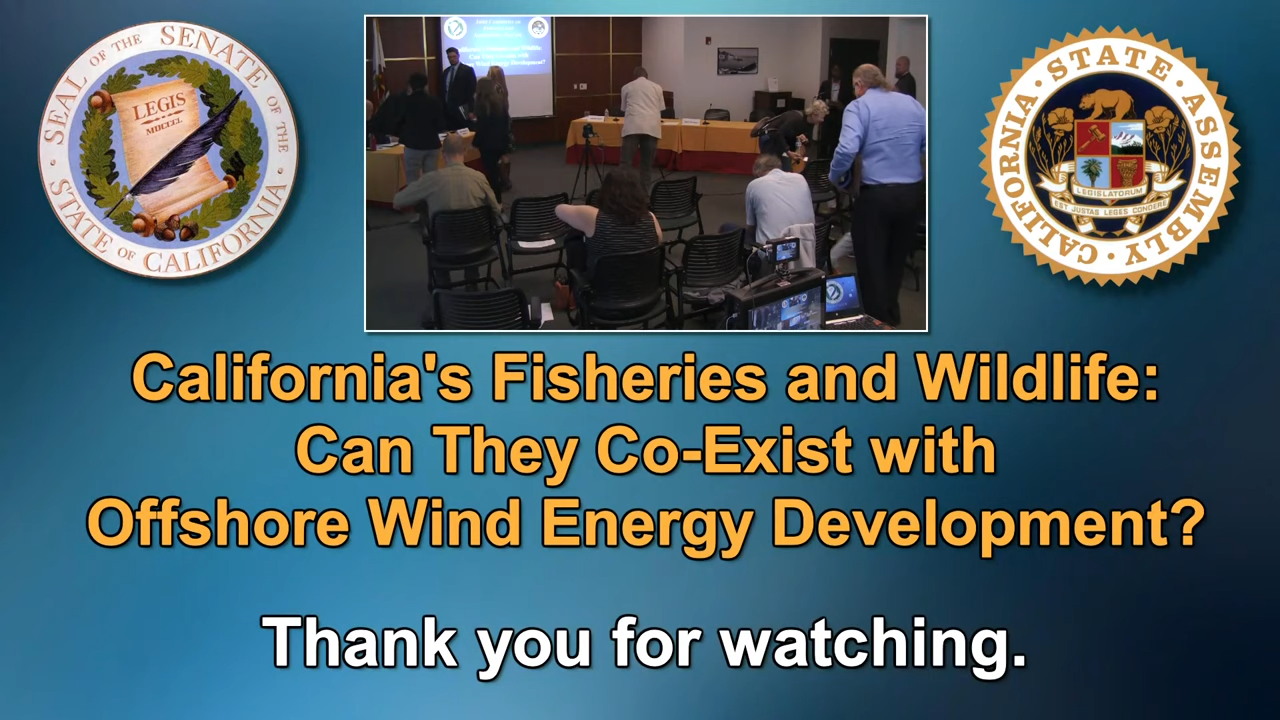 SEAL OF THE SENATE OF THE STATE OF CALIFORNIA
LEGIS
MDCCCL
CALIFORNIA · STATE · ASSEMBLY
LEGISLATORUM
EST JUSTAS LEGES CONDERE
California's Fisheries and Wildlife:
Can They Co-Exist with
Offshore Wind Energy Development?
Thank you for watching.